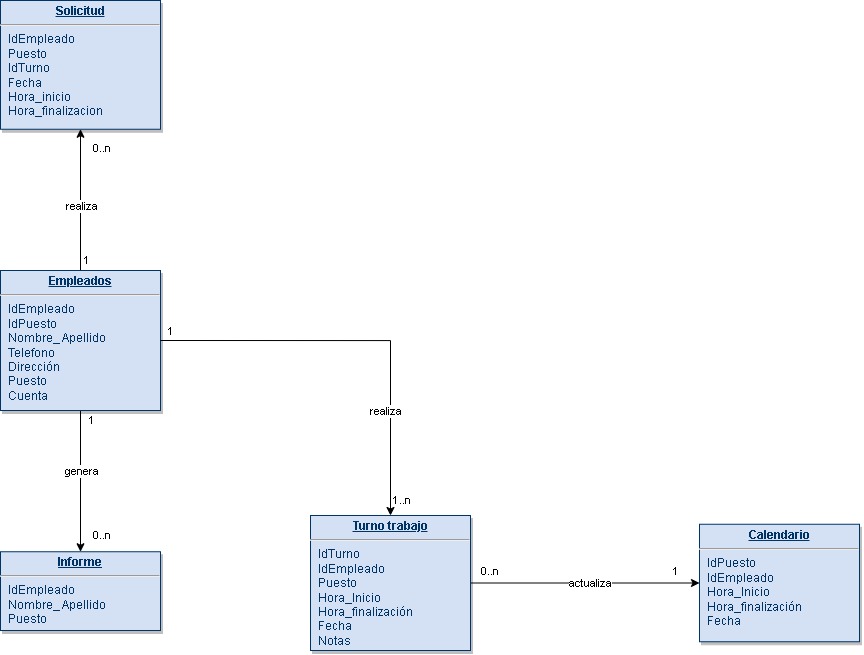 Solicitud
IdEmpleado
Puesto
IdTurno
Fecha
Hora_inicio
Hora_finalizacion
0..n
realiza
1
Empleados
IdEmpleado
IdPuesto
Nombre_Apellido
Telefono
Dirección
Puesto
Cuenta
1
realiza
1..n
1
genera
0..n
Informe
IdEmpleado
Nombre_Apellido
Puesto
Turno trabajo
IdTurno
IdEmpleado
Puesto
Hora_Inicio
Hora_finalización
Fecha
Notas
0..n
actualiza
1
Calendario
IdPuesto
IdEmpleado
Hora_Inicio
Hora_finalización
Fecha